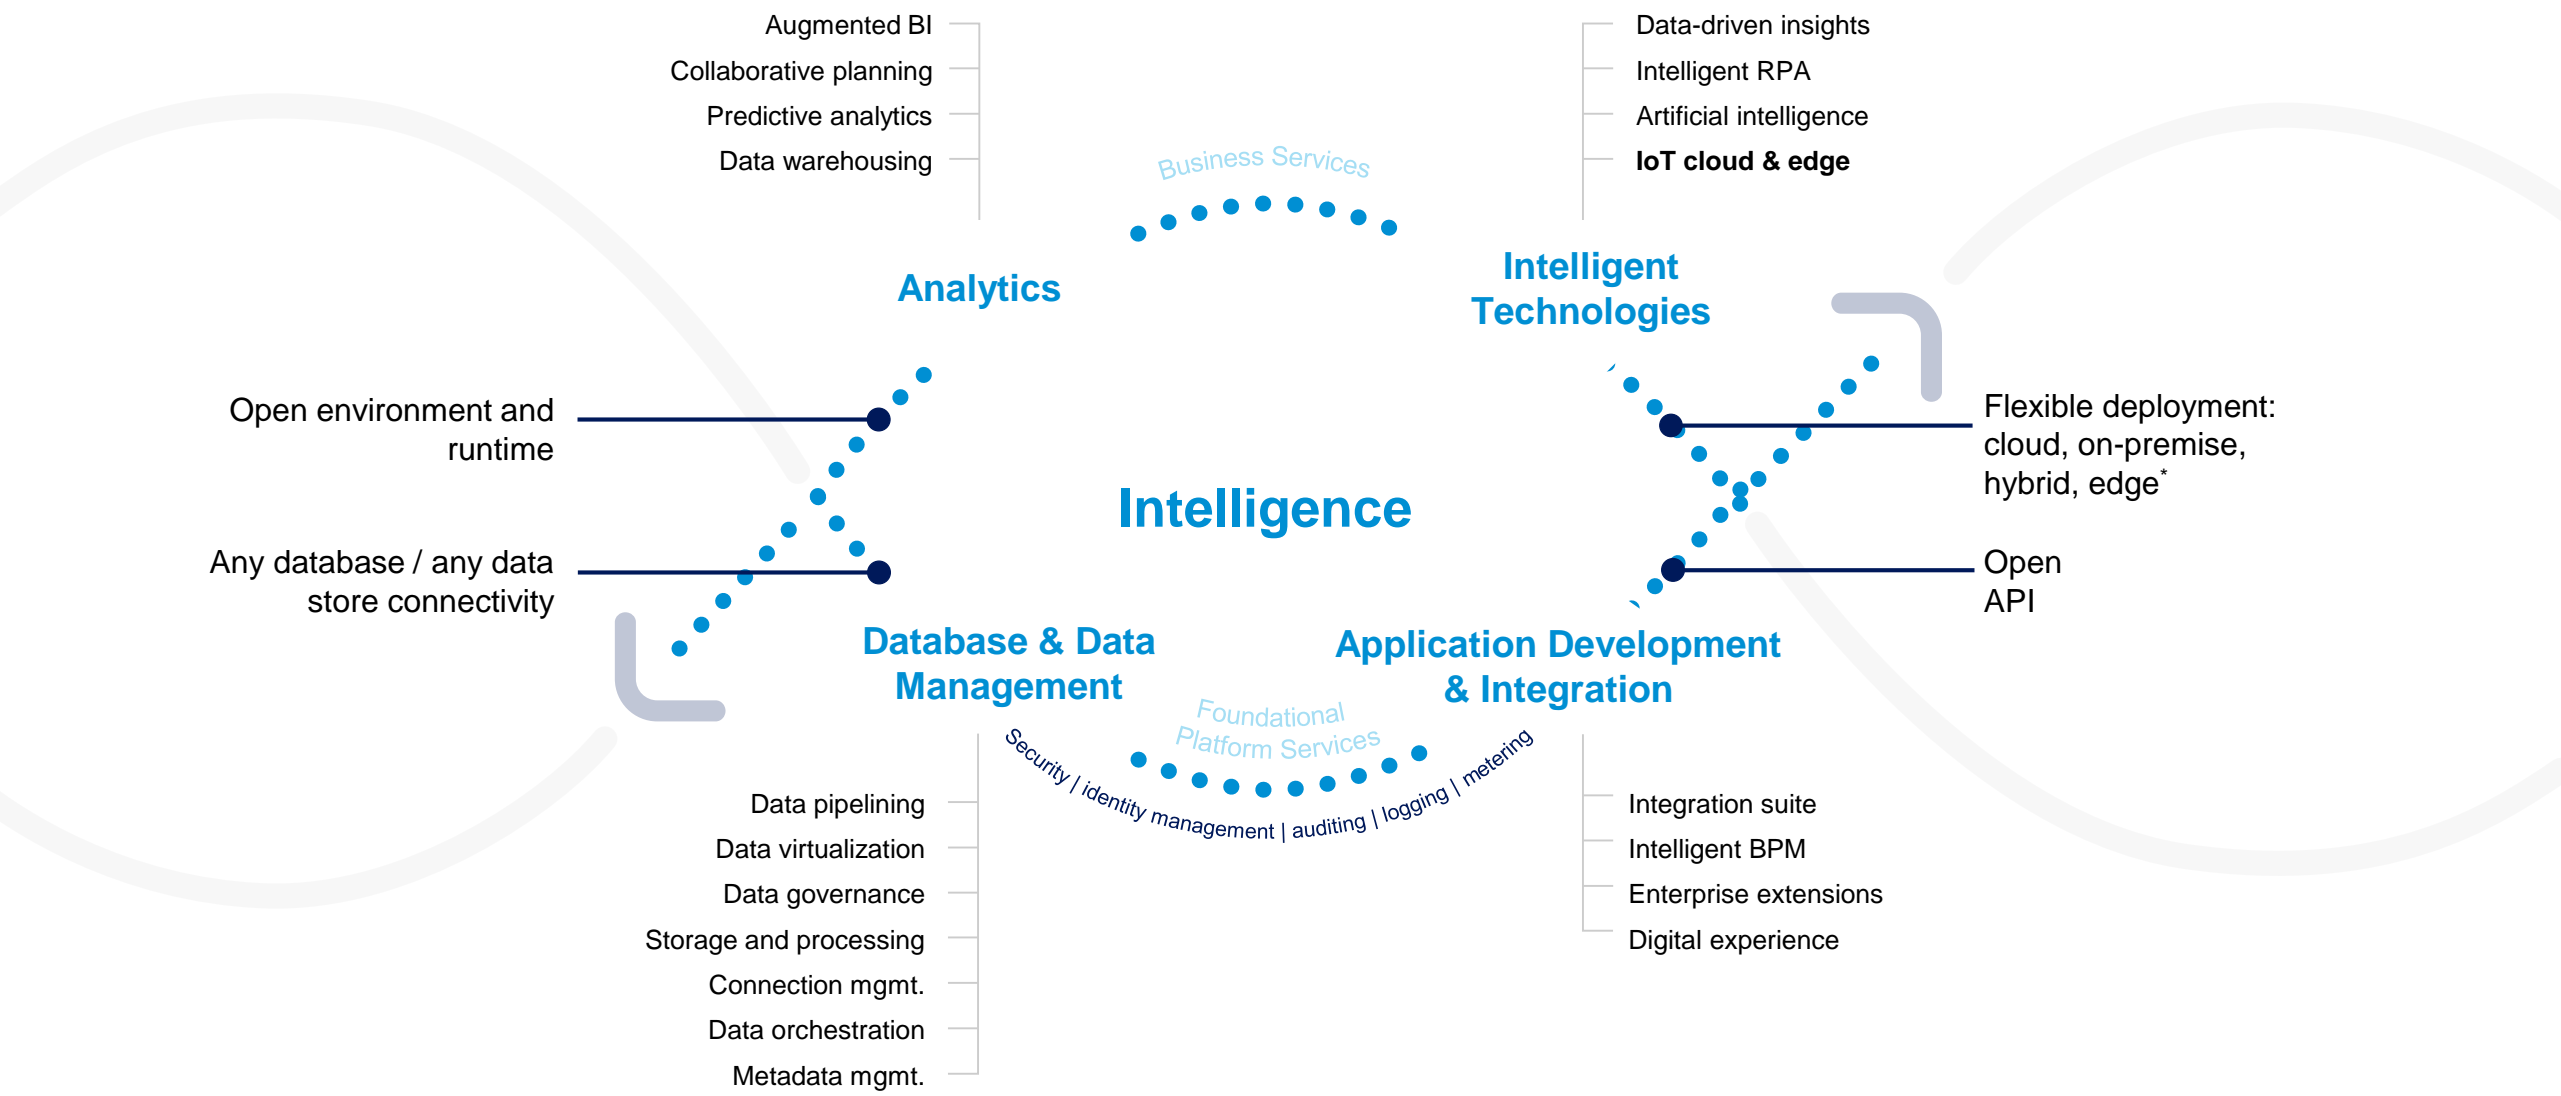 Augmented BI
Collaborative planning
Predictive analytics
Data warehousing
Data-driven insights
Intelligent RPA
Artificial intelligence
IoT cloud & edge
Business Services
Analytics
Intelligent
Technologies
Open environment and
runtime
Any database / any data
store connectivity
Intelligence
Flexible deployment:
cloud, on-premise,
hybrid, edge*
Open
API
Database & Data
Management
Application Development
& Integration
Foundational
Platform Services
Security | identity management | auditing | logging | metering
Data pipelining
Data virtualization
Data governance
Storage and processing
Connection mgmt.
Data orchestration
Metadata mgmt.
Integration suite
Intelligent BPM
Enterprise extensions
Digital experience